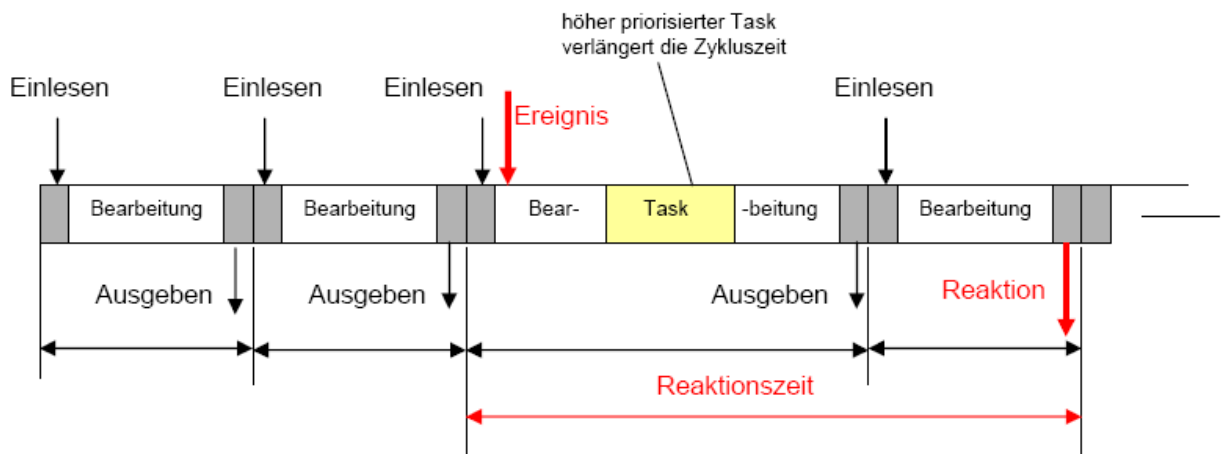 höher priorisierter Task
verlängert die Zykluszeit
Einlesen
Einlesen
Einlesen
Ereignis
Einlesen
Bearbeitung
Bearbeitung
Bear-
Task
-beitung
Bearbeitung
Ausgeben
Ausgeben
Ausgeben
Reaktion
Reaktionszeit